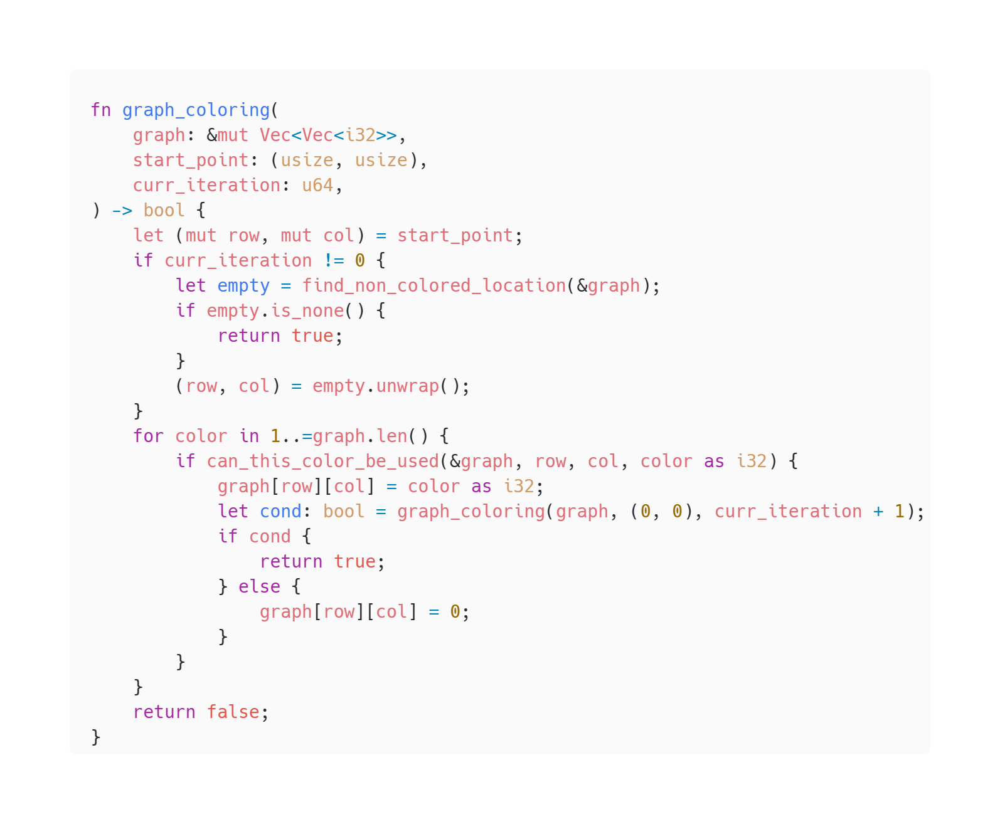 fn graph_coloring(
    graph: &mut Vec<Vec<i32>>,
    start_point: (usize, usize),
    curr_iteration: u64,
) -> bool {
    let (mut row, mut col) = start_point;
    if curr_iteration != 0 {
        let empty = find_non_colored_location(&graph);
        if empty.is_none() {
            return true;
        }
        (row, col) = empty.unwrap();
    }
    for color in 1..=graph.len() {
        if can_this_color_be_used(&graph, row, col, color as i32) {
            graph[row][col] = color as i32;
            let cond: bool = graph_coloring(graph, (0, 0), curr_iteration + 1);
            if cond {
                return true;
            } else {
                graph[row][col] = 0;
            }
        }
    }
    return false;
}